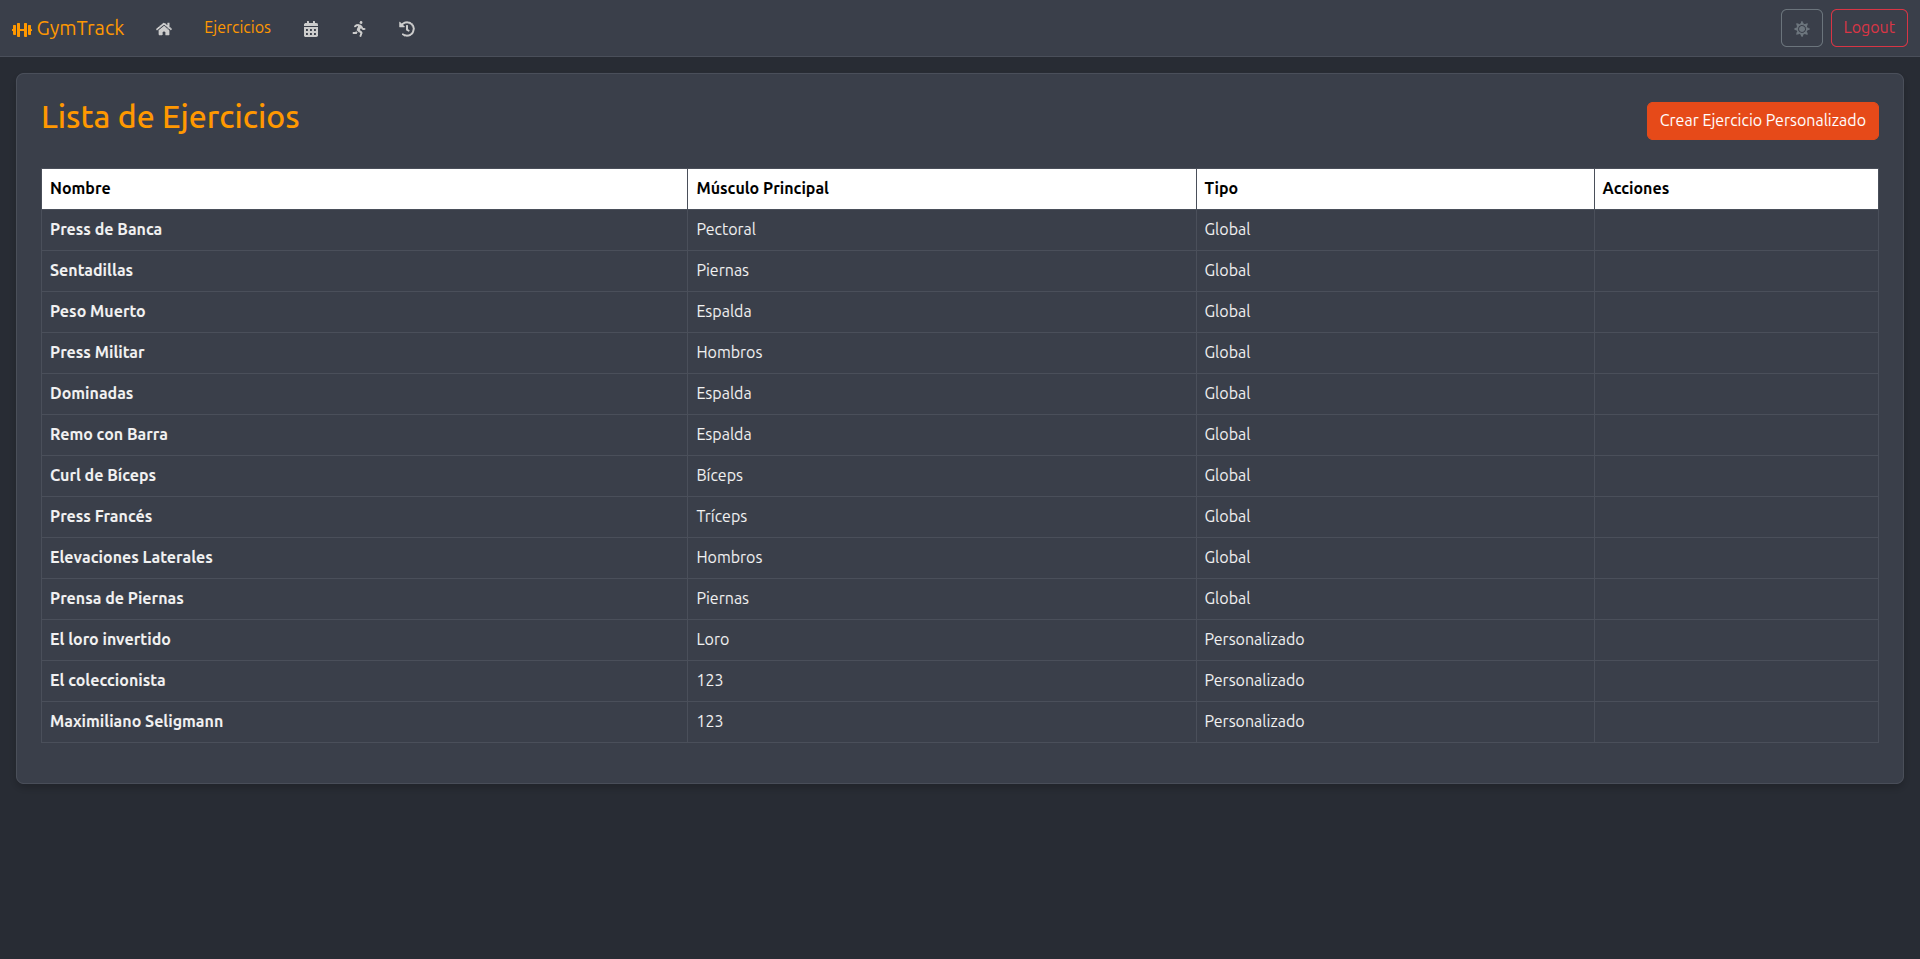 GymTrack Ejercicios Logout
Lista de Ejercicios Crear Ejercicio Personalizado
Nombre Músculo Principal Tipo Acciones
Press de Banca Pectoral Global
Sentadillas Piernas Global
Peso Muerto Espalda Global
Press Militar Hombros Global
Dominadas Espalda Global
Remo con Barra Espalda Global
Curl de Bíceps Bíceps Global
Press Francés Tríceps Global
Elevaciones Laterales Hombros Global
Prensa de Piernas Piernas Global
El loro invertido Loro Personalizado
El coleccionista 123 Personalizado
Maximiliano Seligmann 123 Personalizado